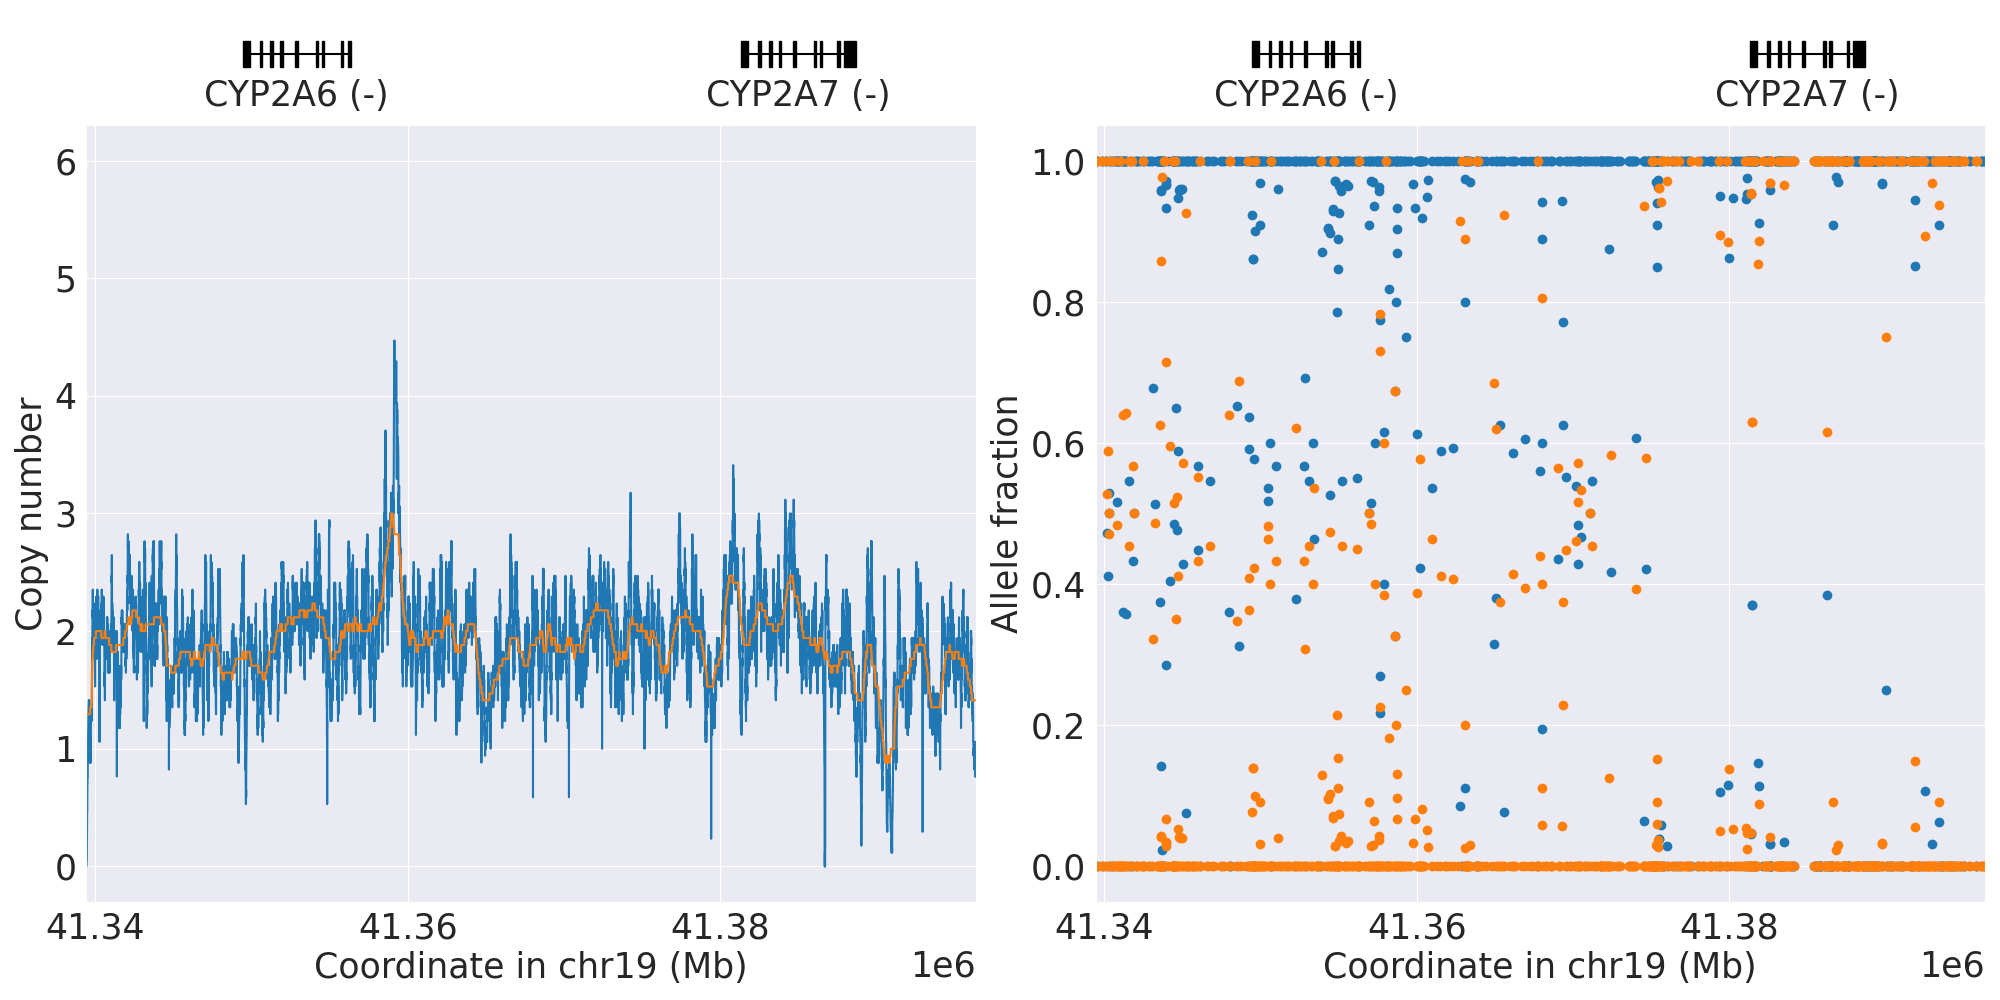 CYP2A6 (-)
CYP2A7 (-)
6
5
4
3
2
1
0
Copy number
41.34
41.36
41.38
Coordinate in chr19 (Mb)
1e6
CYP2A6 (-)
CYP2A7 (-)
1.0
0.8
0.6
0.4
0.2
0.0
Allele fraction
41.34
41.36
41.38
Coordinate in chr19 (Mb)
1e6